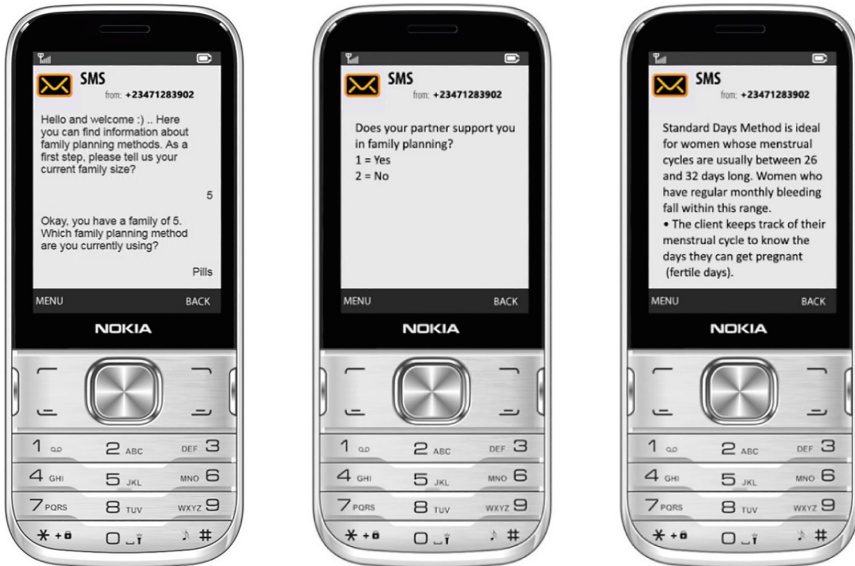 SMS
from: +23471283902
Hello and welcome :) .. Here
you can find information about
family planning methods. As a
first step, please tell us your
current family size?
5
Okay, you have a family of 5.
Which family planning method
are you currently using?
Pills
MENU BACK
NOKIA
1 2 ABC DEF 3
4 GHI 5 JKL MNO 6
7 PQRS 8 TUV WXYZ 9
* + 0 #
SMS
from: +23471283902
Does your partner support you
in family planning?
1 = Yes
2 = No
MENU BACK
NOKIA
1 2 ABC DEF 3
4 GHI 5 JKL MNO 6
7 PQRS 8 TUV WXYZ 9
* + 0 #
SMS
from: +23471283902
Standard Days Method is ideal
for women whose menstrual
cycles are usually between 26
and 32 days long. Women who
have regular monthly bleeding
fall within this range.
• The client keeps track of their
menstrual cycle to know the
days they can get pregnant
(fertile days).
MENU BACK
NOKIA
1 2 ABC DEF 3
4 GHI 5 JKL MNO 6
7 PQRS 8 TUV WXYZ 9
* + 0 #